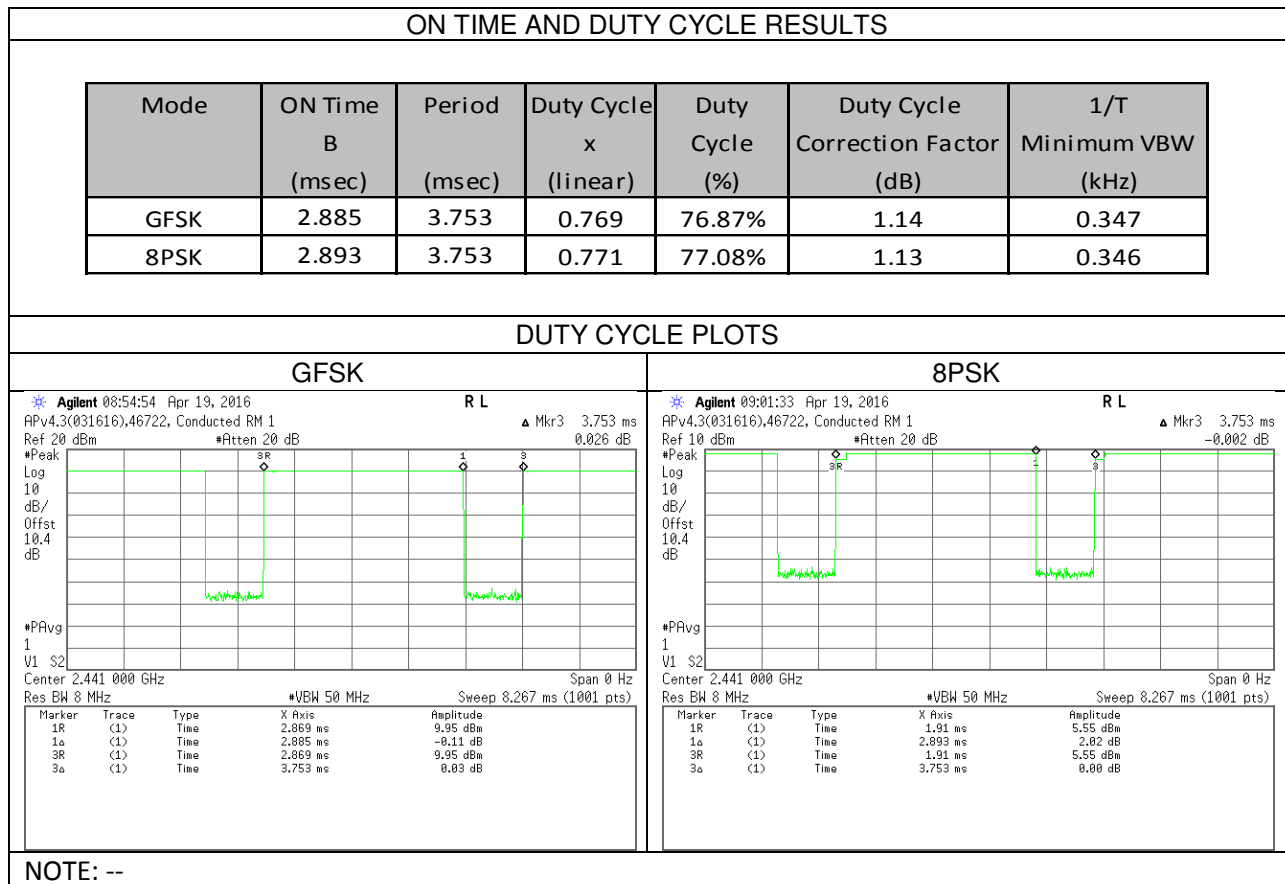 ON TIME AND DUTY CYCLE RESULTS
Mode ON Time Period Duty Cycle Duty Duty Cycle 1/T
B x Cycle Correction Factor Minimum VBW
(msec) (msec) (linear) (%) (dB) (kHz)
GFSK 2.885 3.753 0.769 76.87% 1.14 0.347
8PSK 2.893 3.753 0.771 77.08% 1.13 0.346
DUTY CYCLE PLOTS
GFSK
Agilent 08:54:54 Apr 19, 2016 R L
APv4.3(031616),46722, Conducted RM 1 Δ Mkr3 3.753 ms
Ref 20 dBm #Atten 20 dB 0.026 dB
#Peak
Log
10
dB/
Offst
10.4
dB
3R 1 3
#PAvg
1
V1 S2
Center 2.441 000 GHz Span 0 Hz
Res BW 8 MHz #VBW 50 MHz Sweep 8.267 ms (1001 pts)
Marker Trace Type X Axis Amplitude
1R (1) Time 2.869 ms 9.95 dBm
1Δ (1) Time 2.885 ms -0.11 dB
3R (1) Time 2.869 ms 9.95 dBm
3Δ (1) Time 3.753 ms 0.03 dB
8PSK
Agilent 09:01:33 Apr 19, 2016 R L
APv4.3(031616),46722, Conducted RM 1 Δ Mkr3 3.753 ms
Ref 10 dBm #Atten 20 dB -0.002 dB
#Peak
Log
10
dB/
Offst
10.4
dB
3R 1 3
#PAvg
1
V1 S2
Center 2.441 000 GHz Span 0 Hz
Res BW 8 MHz #VBW 50 MHz Sweep 8.267 ms (1001 pts)
Marker Trace Type X Axis Amplitude
1R (1) Time 1.91 ms 5.55 dBm
1Δ (1) Time 2.893 ms 2.02 dB
3R (1) Time 1.91 ms 5.55 dBm
3Δ (1) Time 3.753 ms 0.00 dB
NOTE: --